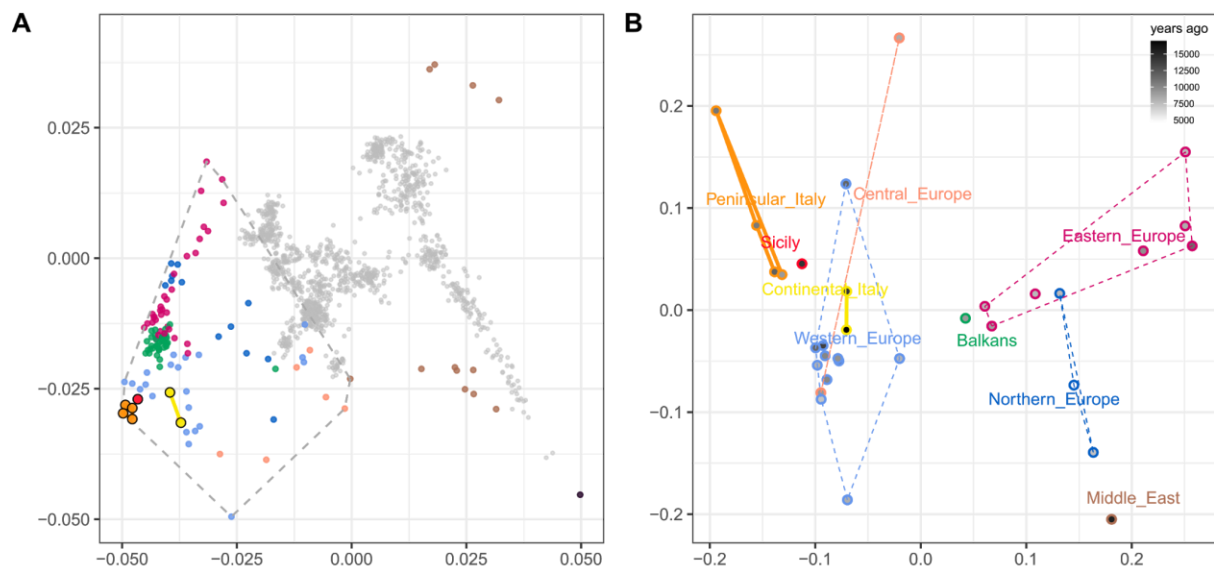 A
0.025
0.000
−0.025
−0.050
−0.050
−0.025
0.000
0.025
0.050
B
years ago
15000
10000
7500
5000
0.2
0.1
0.0
−0.1
−0.2
Peninsular_Italy
Central_Europe
Sicily
Eastern_Europe
Continental_Italy
Western_Europe
Balkans
Northern_Europe
Middle_East
−0.2
−0.1
0.0
0.1
0.2